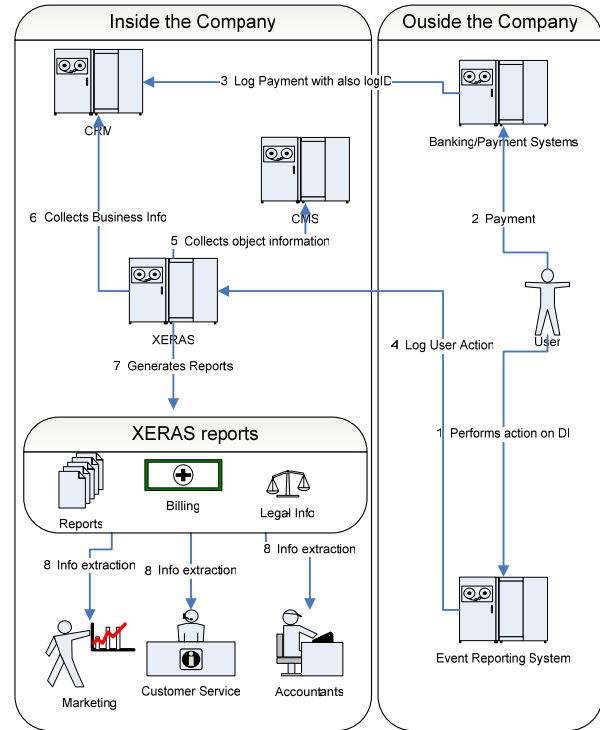 Inside the Company
Ouside the Company
3 Log Payment with also logID
CRM
Banking/Payment Systems
CMS
2 Payment
6 Collects Business Info
5 Collects object information
XERAS
User
4 Log User Action
7 Generates Reports
1 Performs action on DI
XERAS reports
Reports
Billing
Legal Info
8 Info extraction
8 Info extraction
8 Info extraction
Marketing
Customer Service
Accountants
Event Reporting System